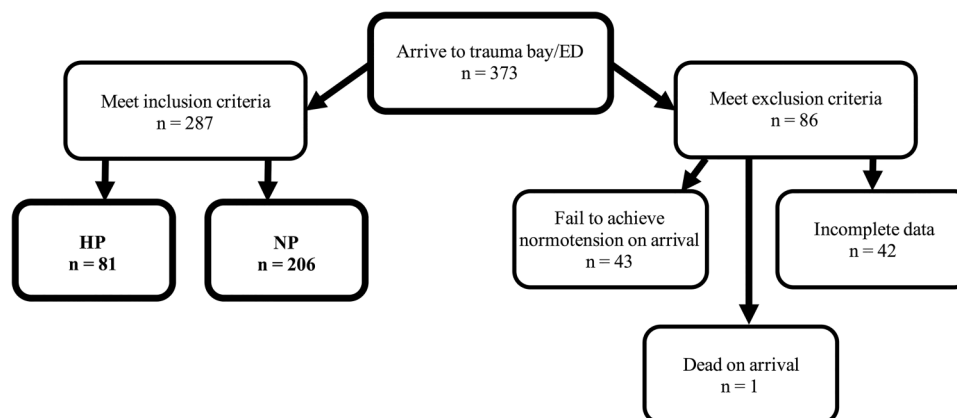 Arrive to trauma bay/ED
n = 373
Meet inclusion criteria
n = 287
Meet exclusion criteria
n = 86
HP
n = 81
NP
n = 206
Fail to achieve
normotension on arrival
n = 43
Incomplete data
n = 42
Dead on arrival
n = 1